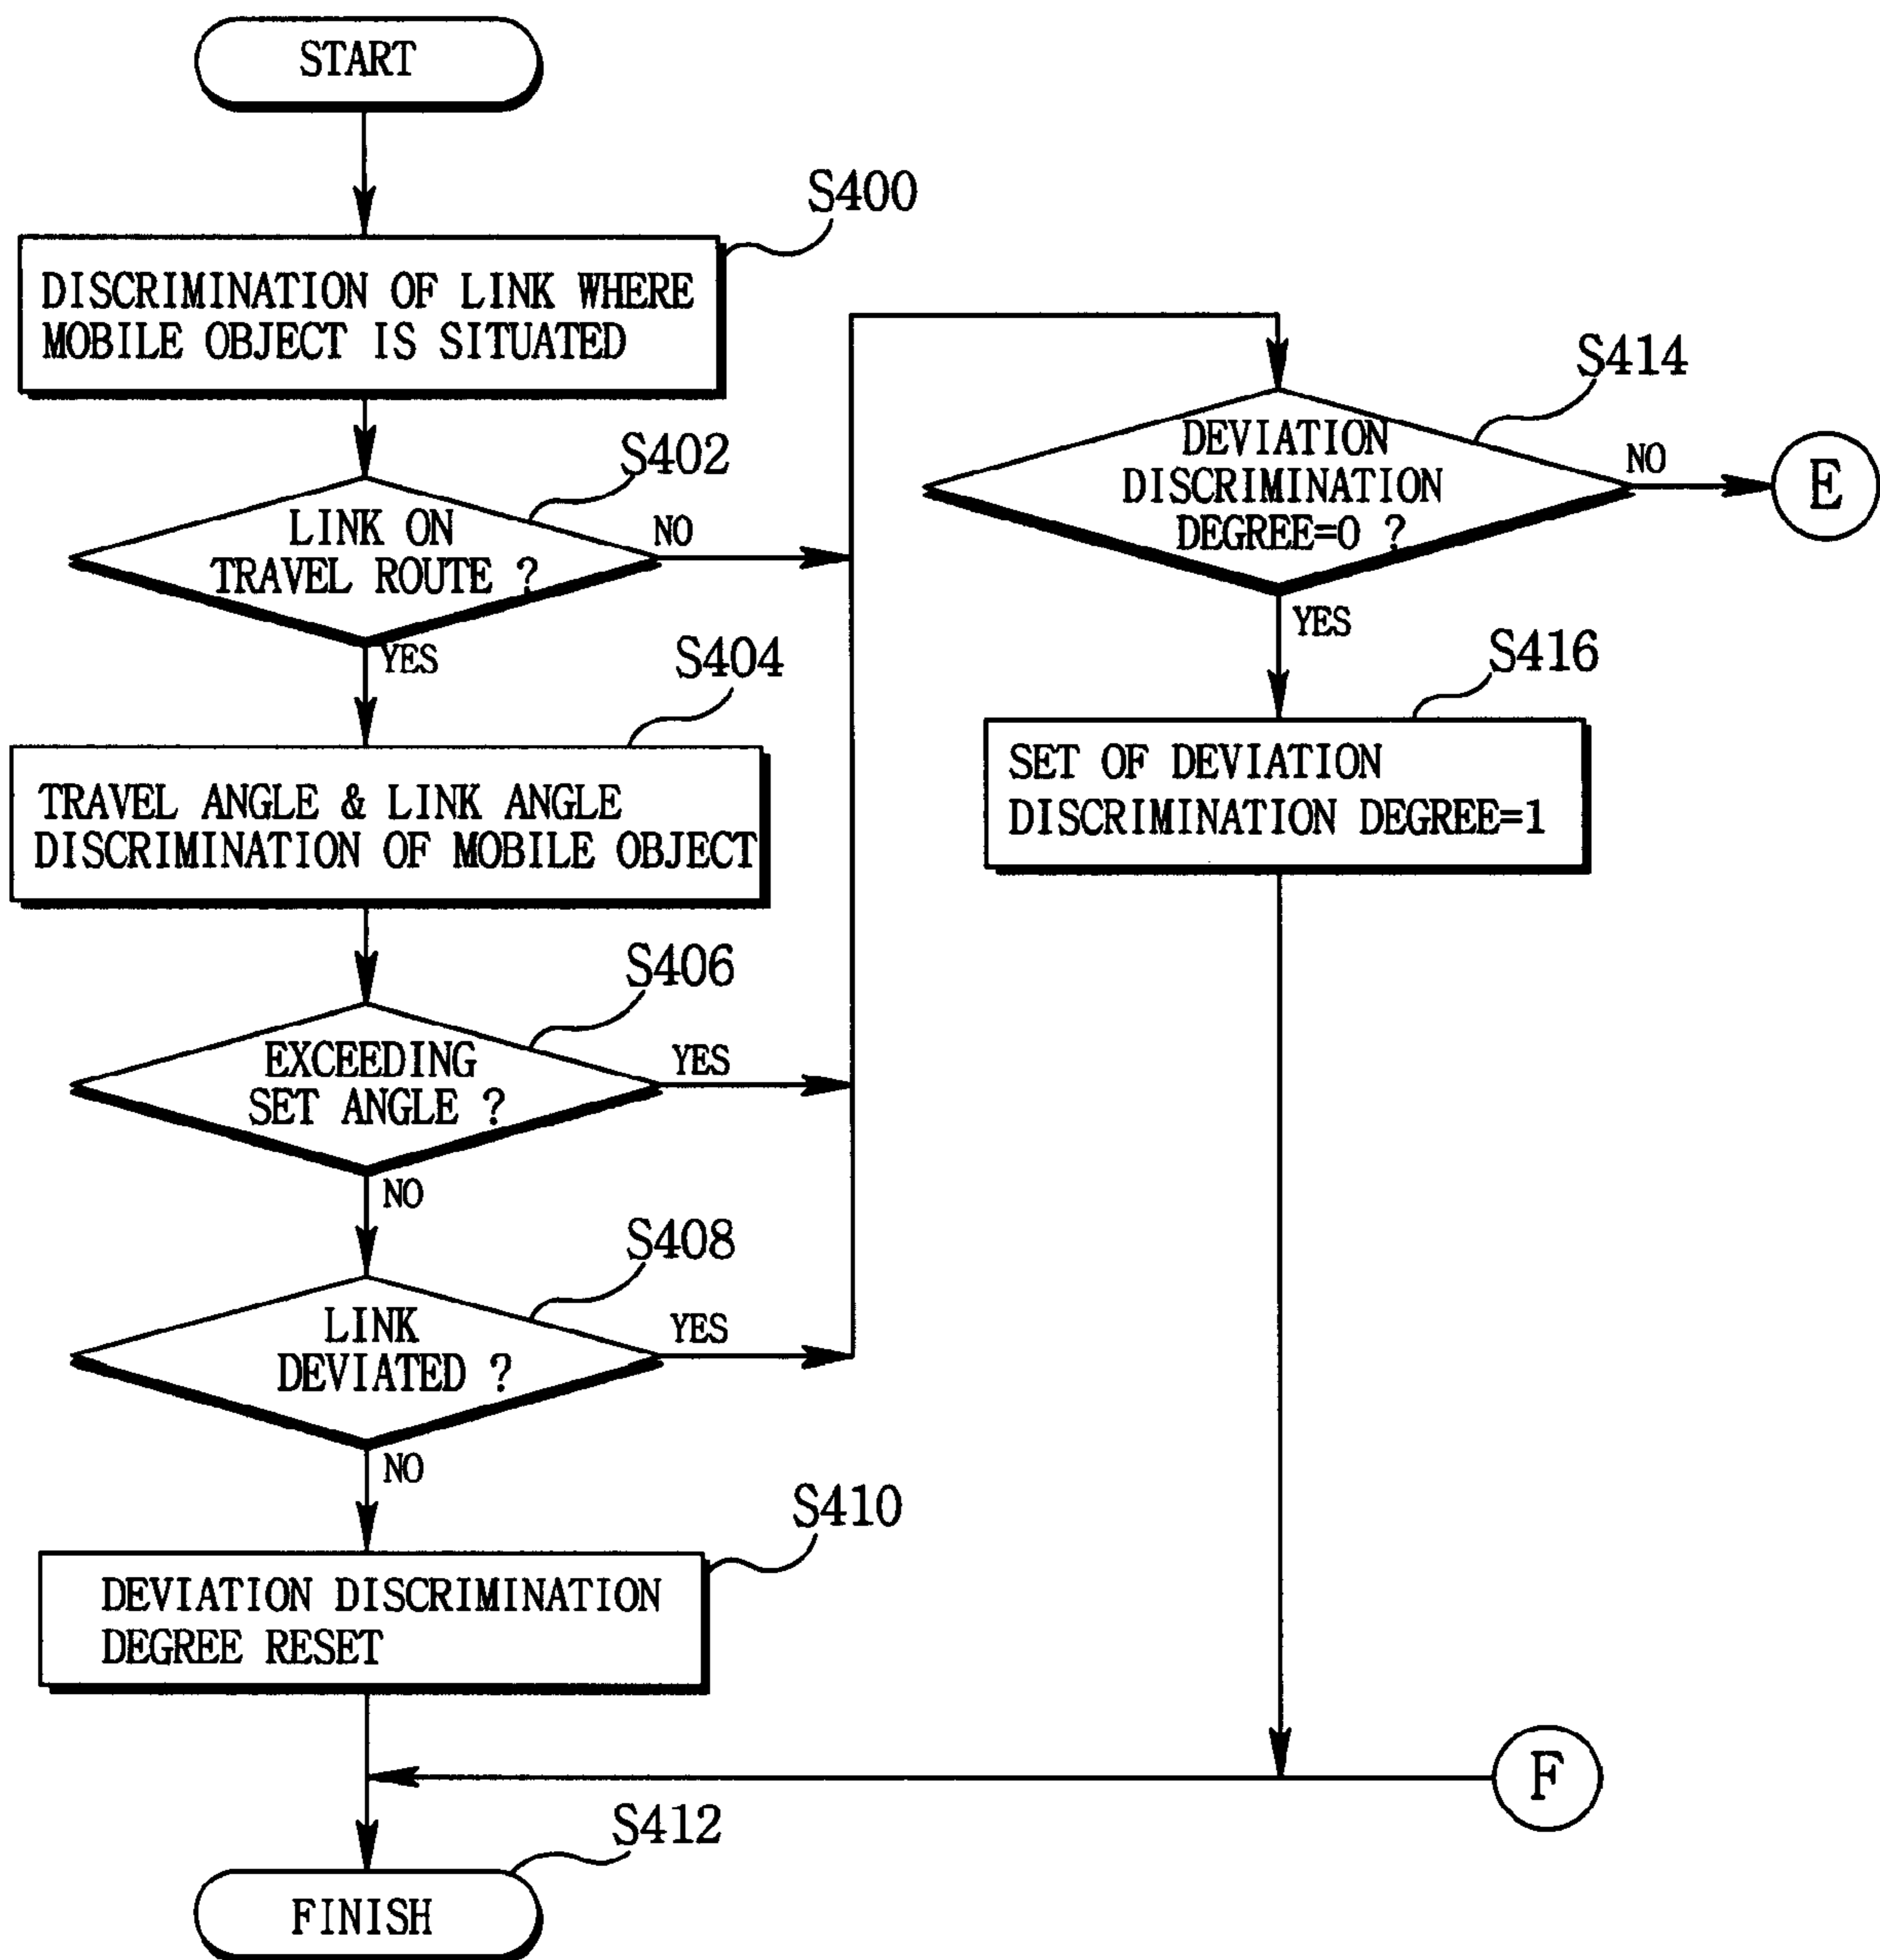 START
S400
DISCRIMINATION OF LINK WHERE
MOBILE OBJECT IS SITUATED
S402
LINK ON
TRAVEL ROUTE ?
NO
YES
S404
TRAVEL ANGLE & LINK ANGLE
DISCRIMINATION OF MOBILE OBJECT
S406
EXCEEDING
SET ANGLE ?
YES
NO
S408
LINK
DEVIATED ?
YES
NO
S410
DEVIATION DISCRIMINATION
DEGREE RESET
S412
FINISH
S414
DEVIATION
DISCRIMINATION
DEGREE=0 ?
NO
E
YES
S416
SET OF DEVIATION
DISCRIMINATION DEGREE=1
F